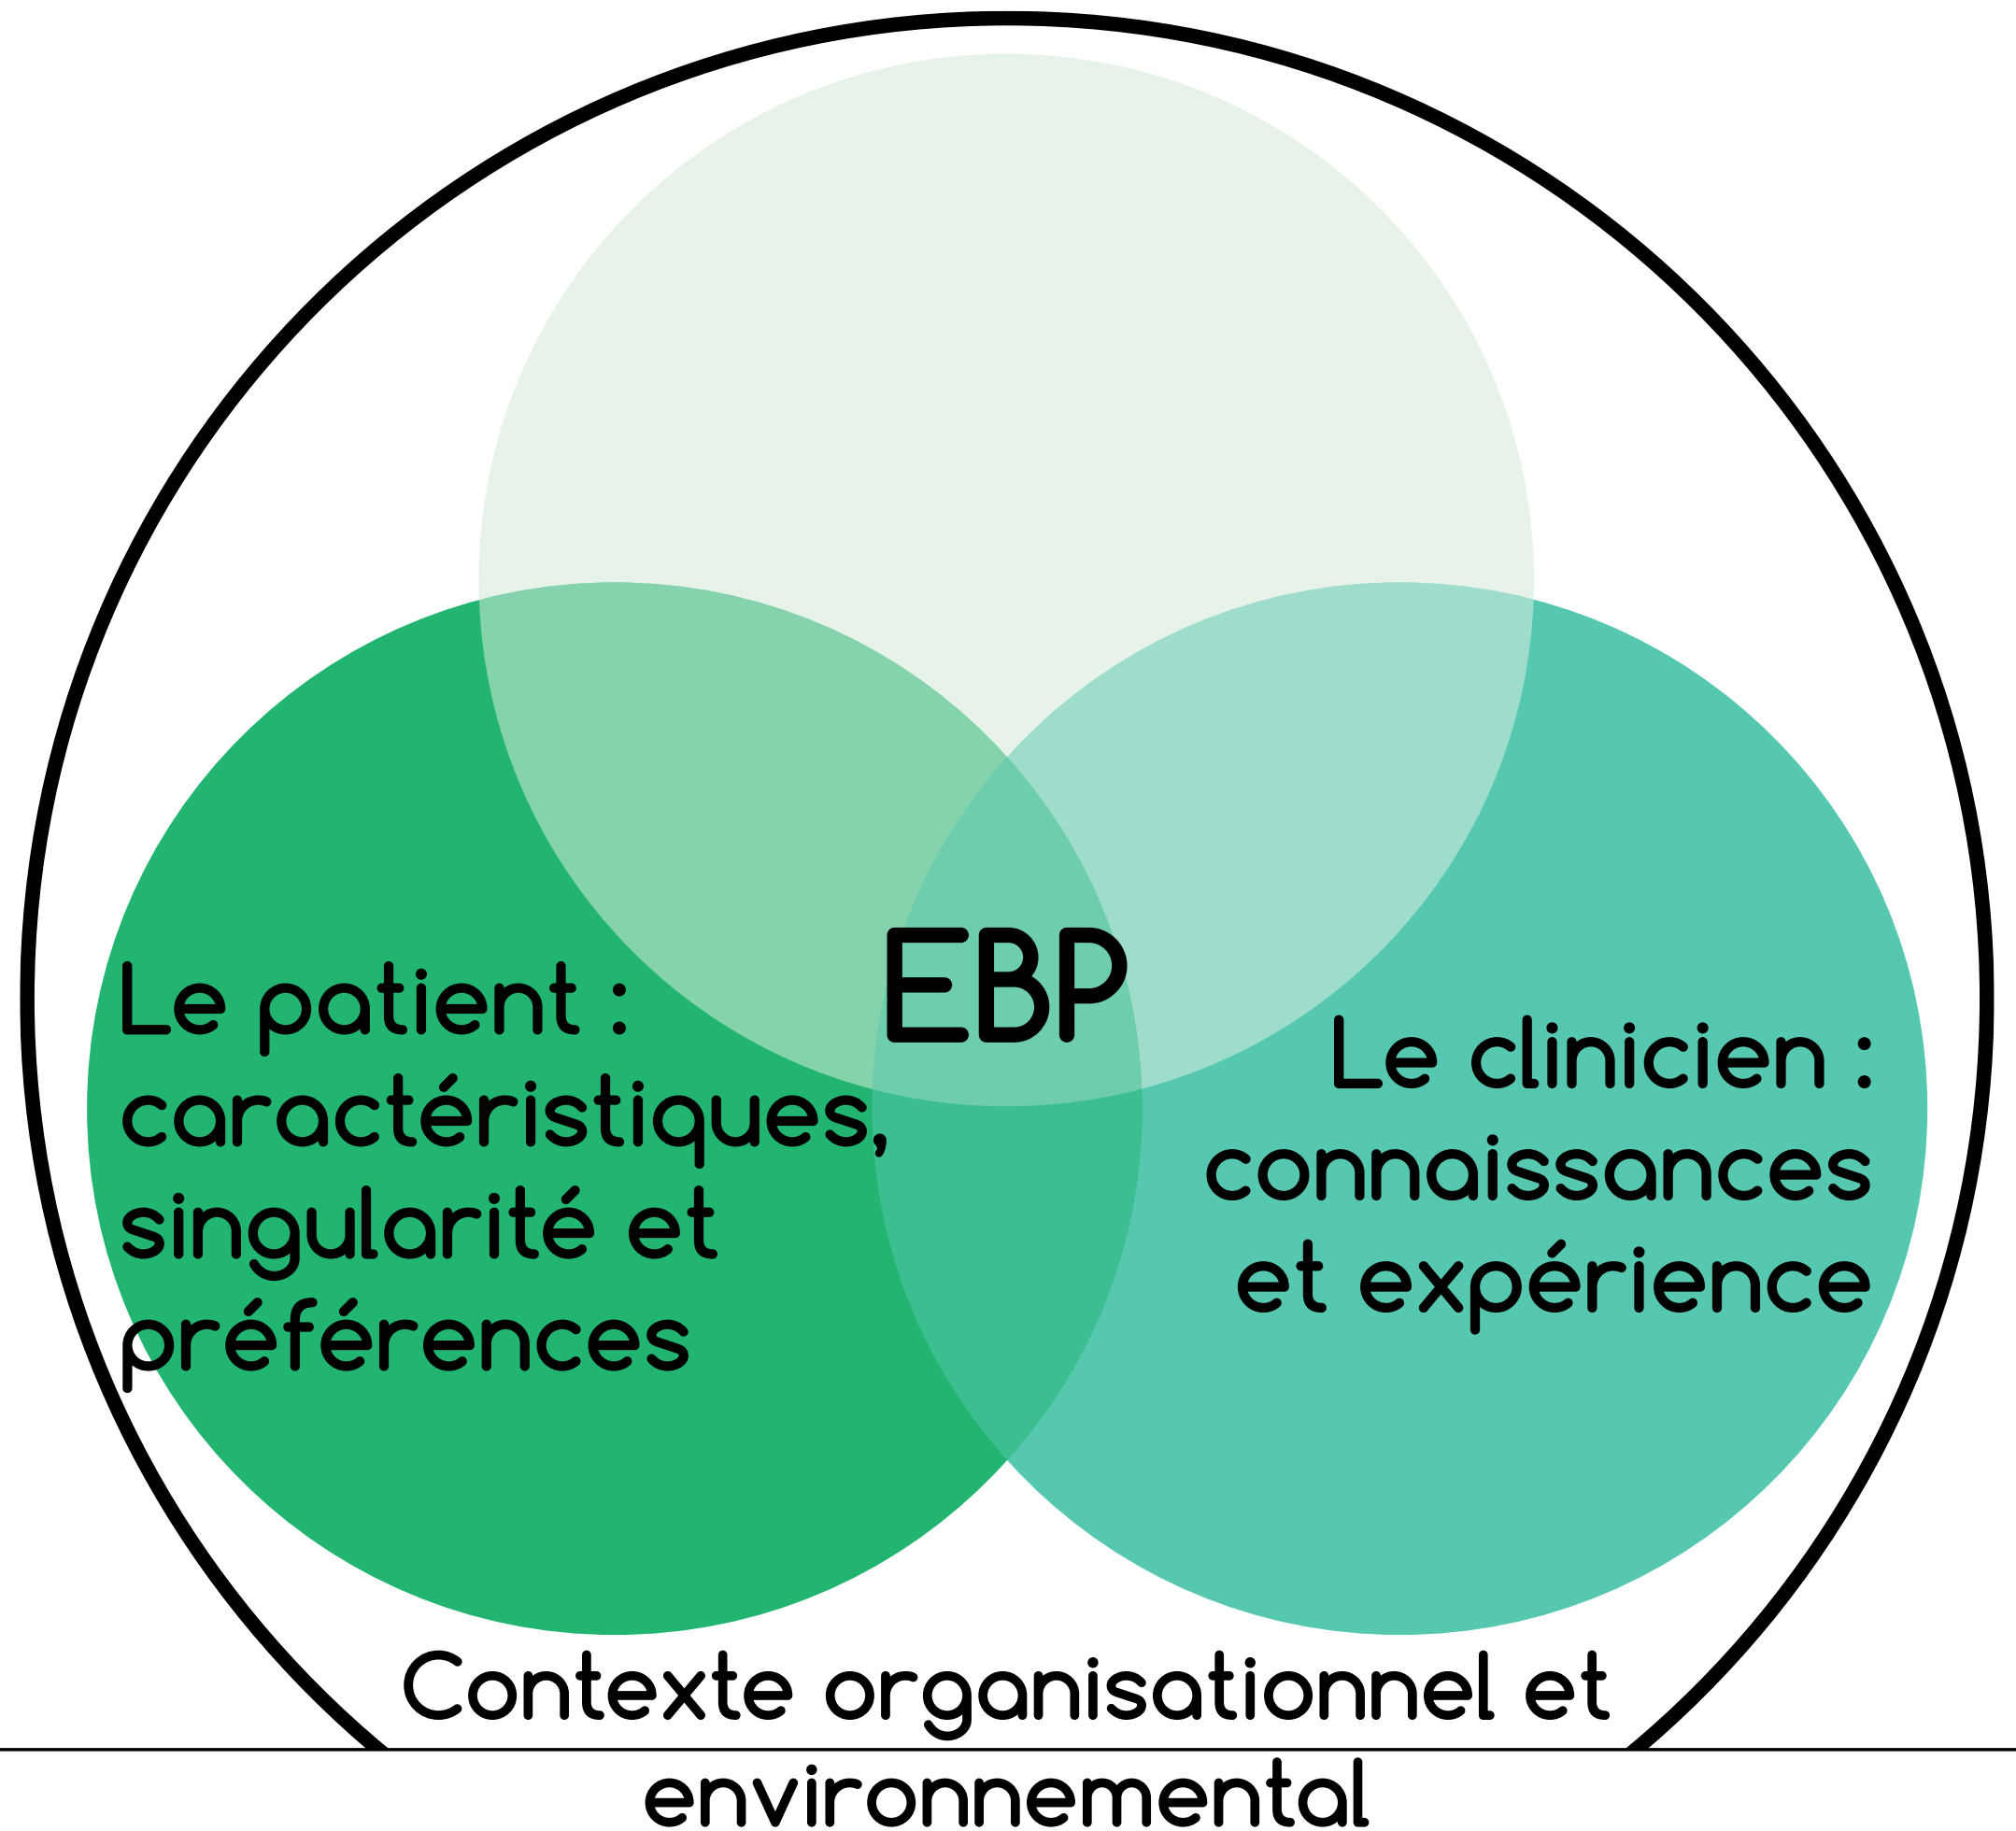 EBP
Le patient :
caractéristiques,
singularité et
préférences
Le clinicien :
connaissances
et expérience
Contexte organisationnel et
environnemental